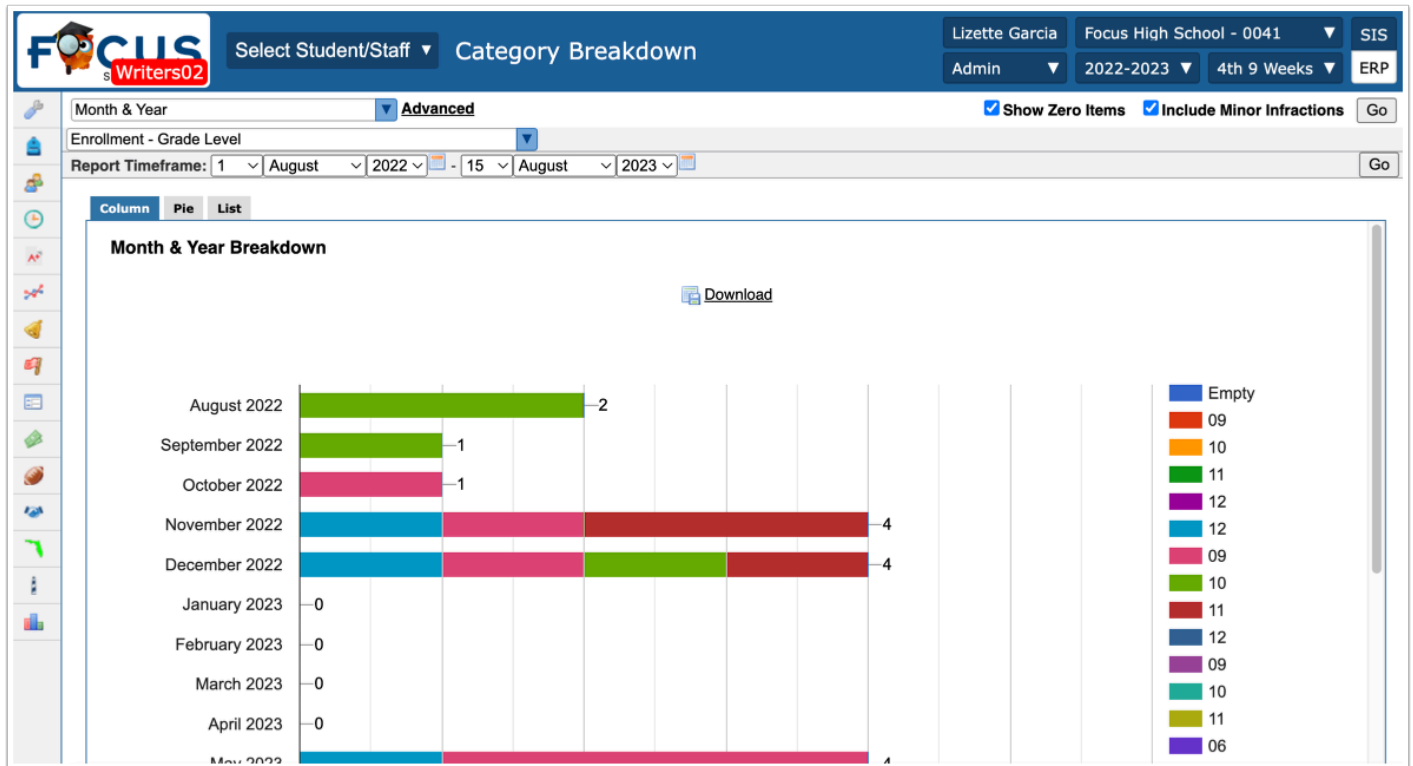 FOCUS
S
Writers02
Select Student/Staff ▼
Category Breakdown
Lizette Garcia
Focus High School - 0041 ▼
SIS
Admin ▼
2022-2023 ▼
4th 9 Weeks ▼
ERP
Month & Year
Advanced
Show Zero Items
Include Minor Infractions
Go
Enrollment - Grade Level
Report Timeframe: 1 August 2022 - 15 August 2023
Go
Column Pie List
Month & Year Breakdown
Download
August 2022 2
September 2022 1
October 2022 1
November 2022 4
December 2022 4
January 2023 0
February 2023 0
March 2023 0
April 2023 0
May 2023 4
Empty
09
10
11
12
12
09
10
11
12
09
10
11
06